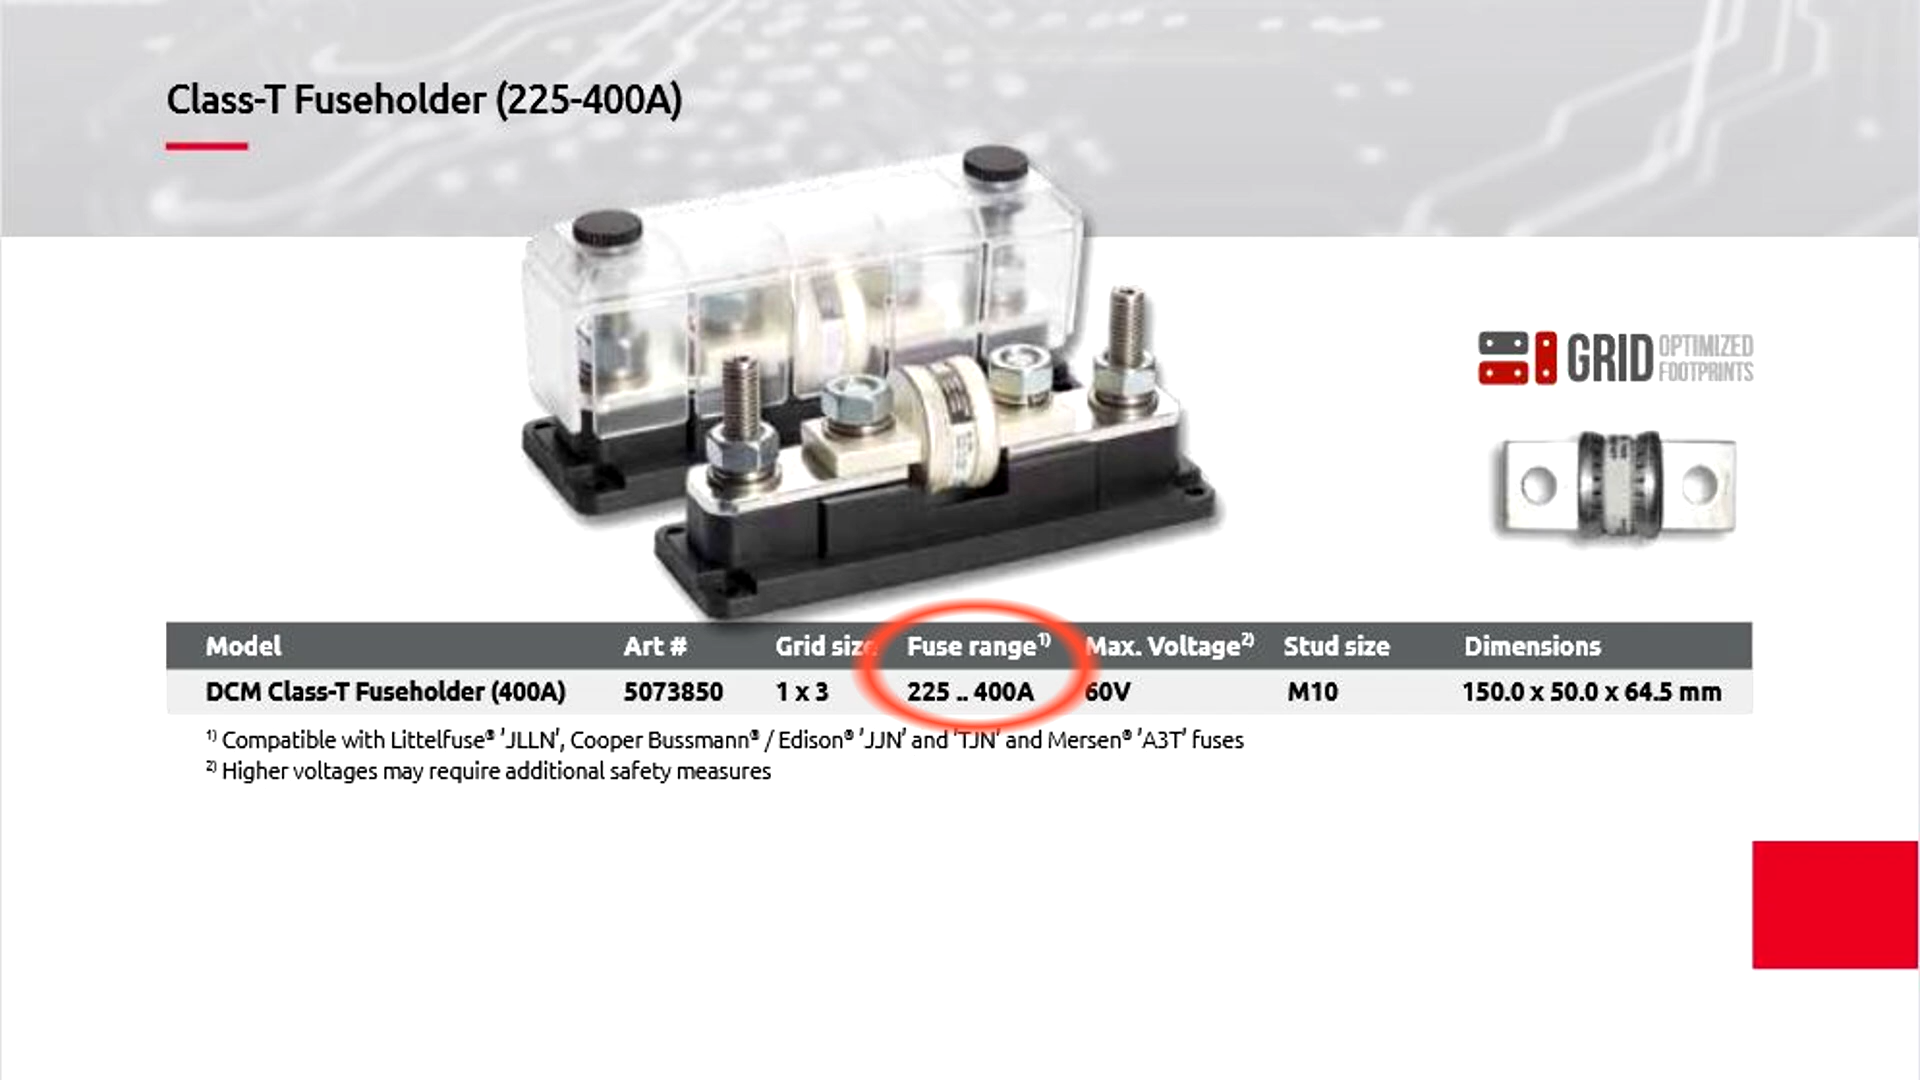 Class-T Fuseholder (225-400A)
GRID OPTIMIZED FOOTPRINTS
Model Art # Grid size Fuse range¹⁾ Max. Voltage²⁾ Stud size Dimensions
DCM Class-T Fuseholder (400A) 5073850 1 x 3 225 .. 400A 60V M10 150.0 x 50.0 x 64.5 mm
¹⁾ Compatible with Littelfuse® 'JLLN', Cooper Bussmann® / Edison® 'JJN' and 'TJN' and Mersen® 'A3T' fuses
²⁾ Higher voltages may require additional safety measures